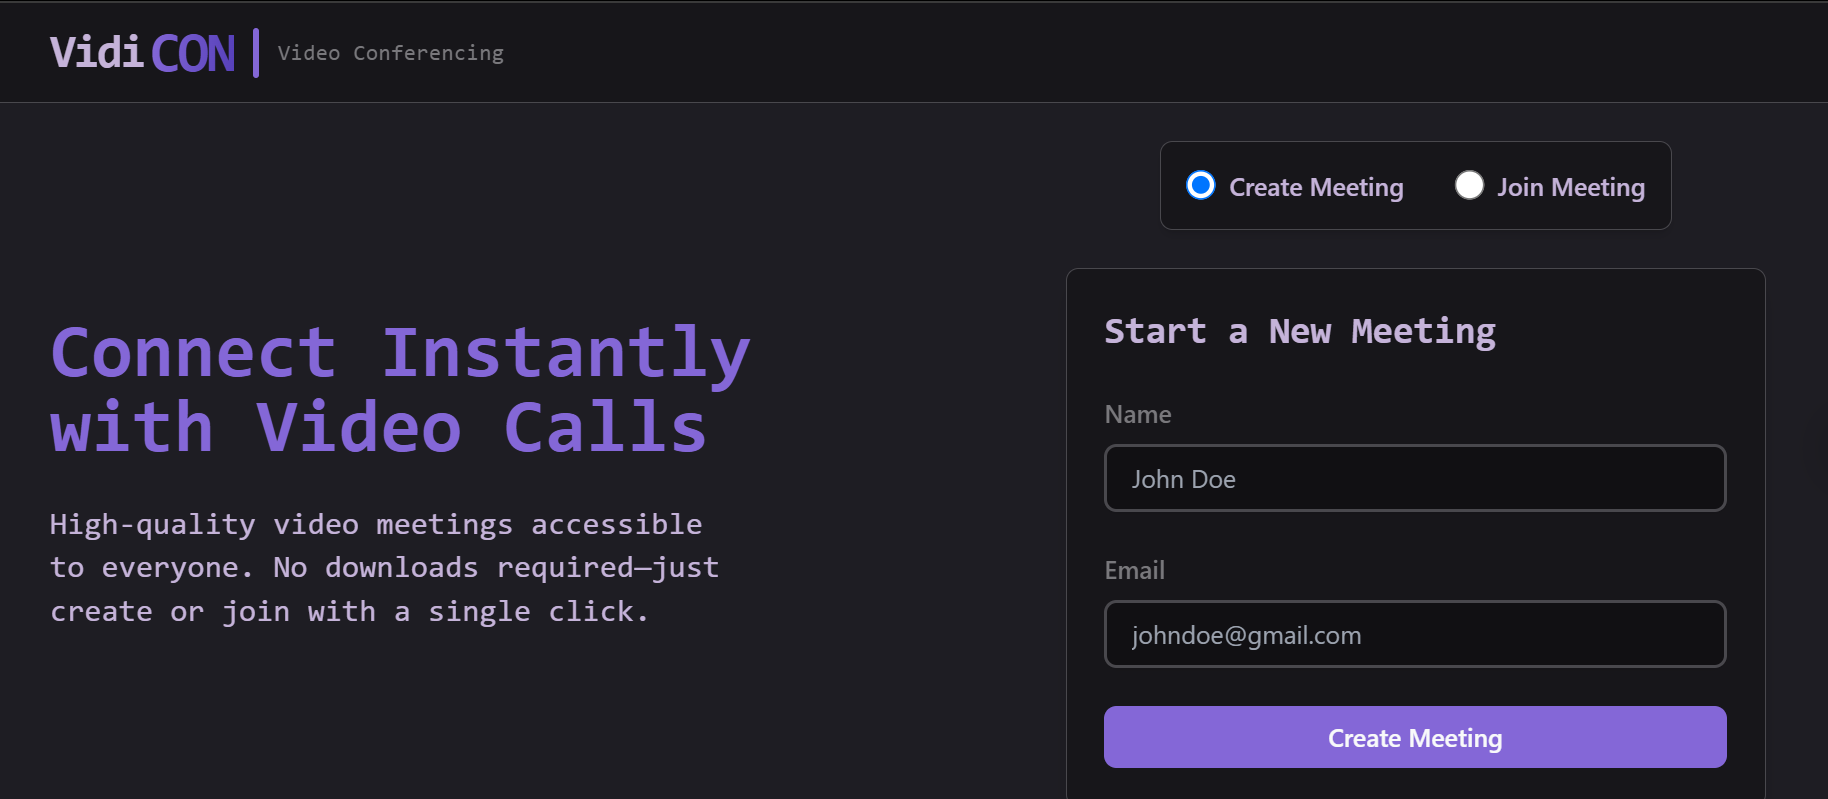 VidiCON | Video Conferencing
Create Meeting
Join Meeting
Connect Instantly
with Video Calls
High-quality video meetings accessible
to everyone. No downloads required—just
create or join with a single click.
Start a New Meeting
Name
John Doe
Email
johndoe@gmail.com
Create Meeting